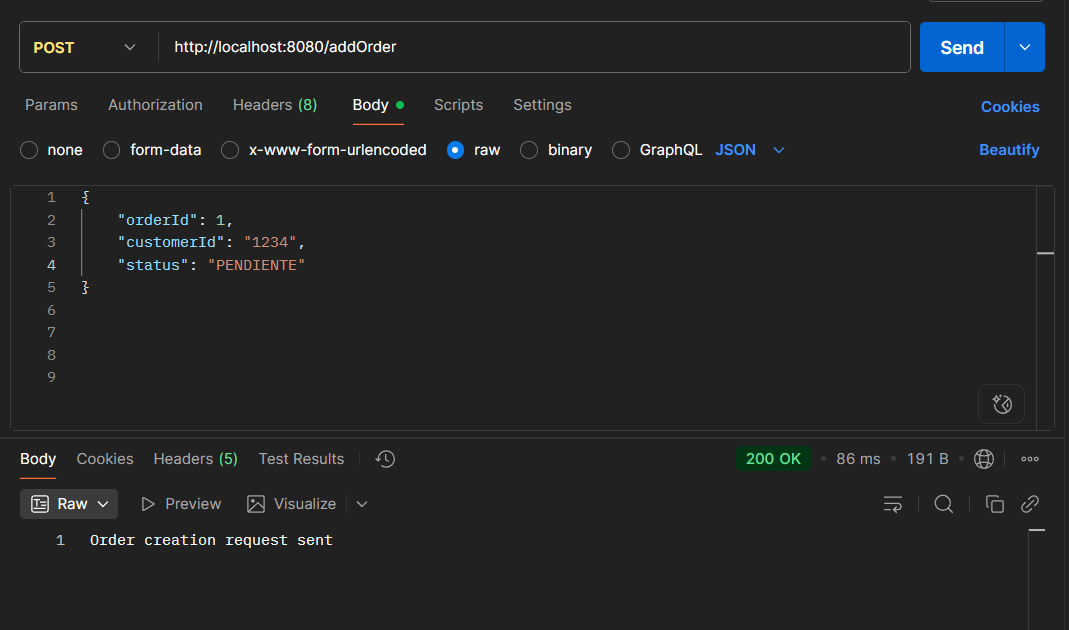 POST http://localhost:8080/addOrder Send
Params Authorization Headers (8) Body Scripts Settings Cookies
none form-data x-www-form-urlencoded raw binary GraphQL JSON Beautify
1 {
2 "orderId": 1,
3 "customerId": "1234",
4 "status": "PENDIENTE"
5 }
6
7
8
9
Body Cookies Headers (5) Test Results 200 OK • 86 ms • 191 B •
Raw Preview Visualize
1 Order creation request sent